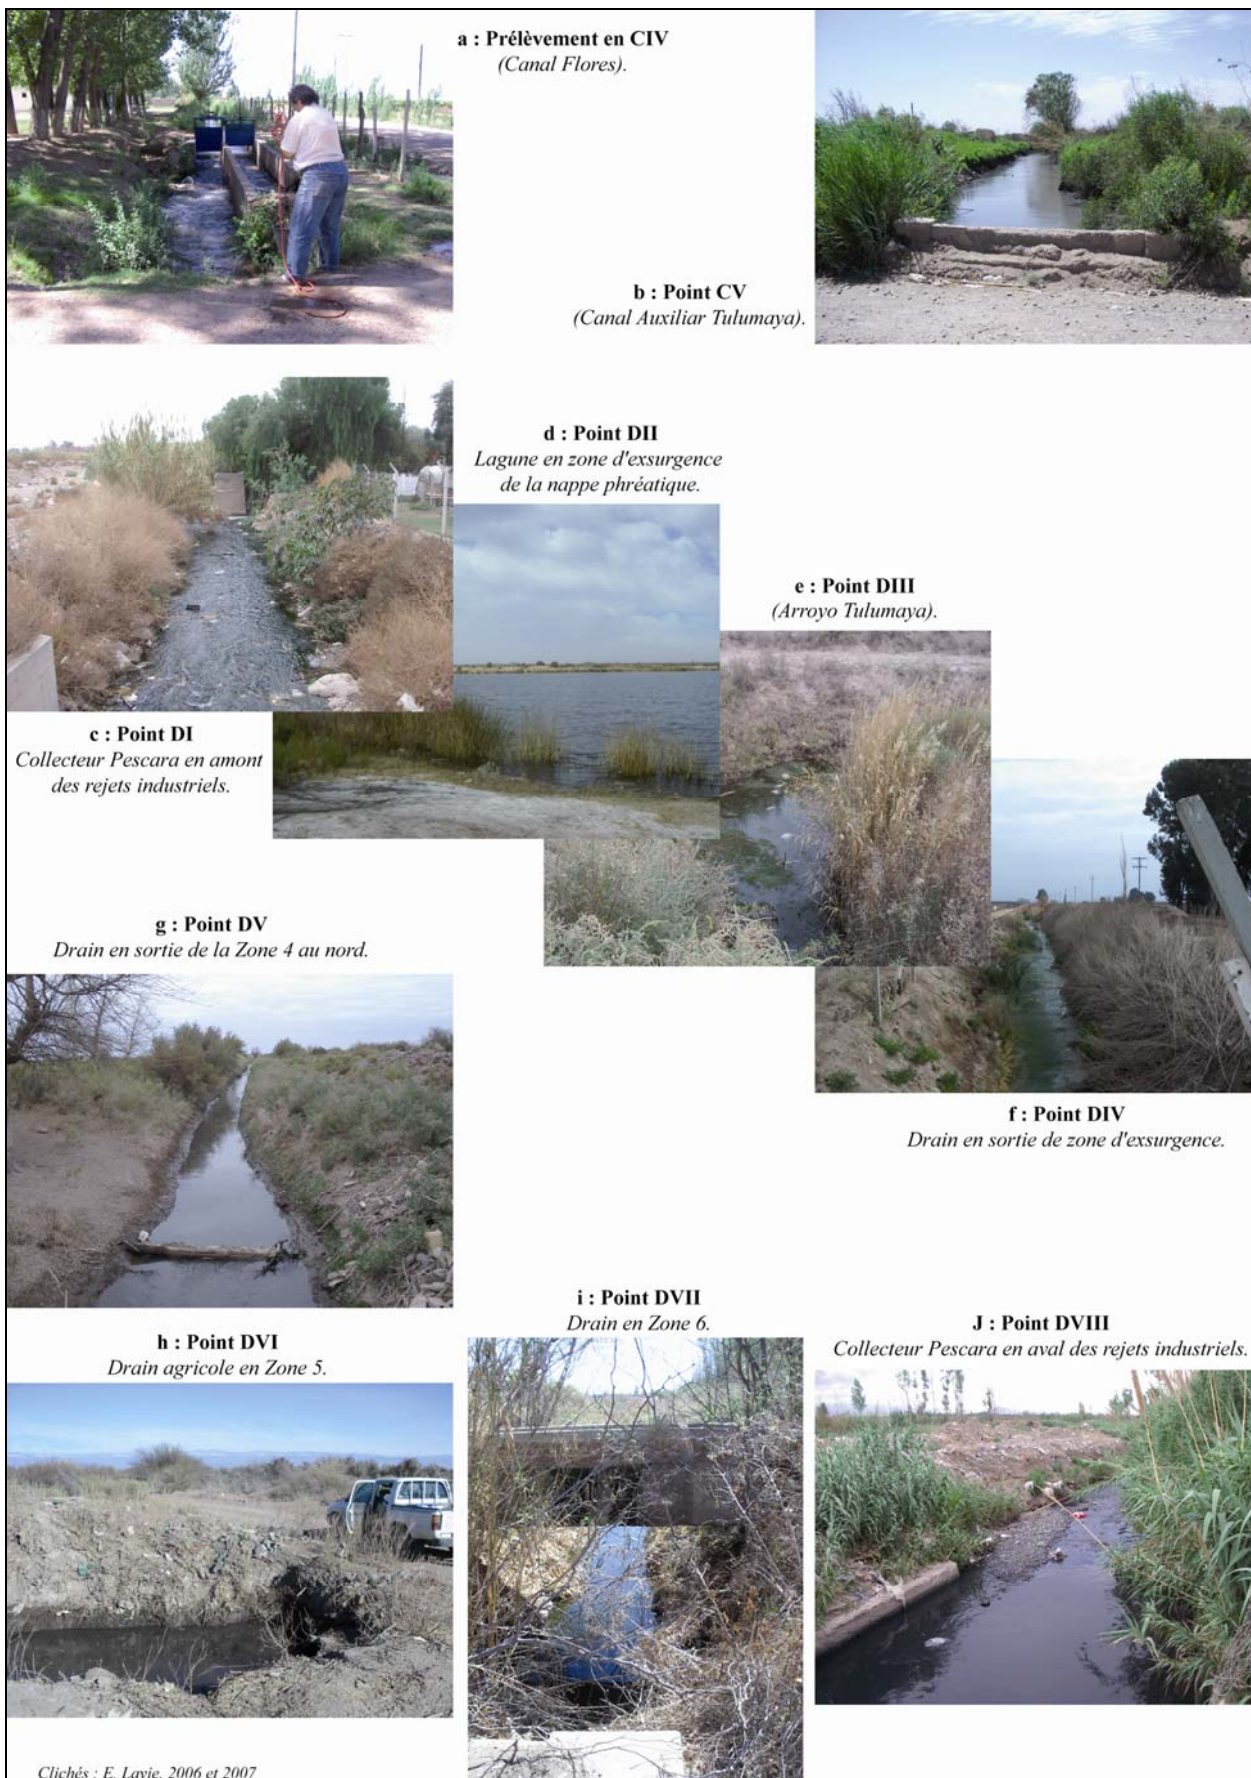 a : Prélèvement en CIV
(Canal Flores).
b : Point CV
(Canal Auxiliar Tulumaya).
d : Point DII
Lagune en zone d'exsurgence
de la nappe phréatique.
e : Point DIII
(Arroyo Tulumaya).
c : Point DI
Collecteur Pescara en amont
des rejets industriels.
g : Point DV
Drain en sortie de la Zone 4 au nord.
f : Point DIV
Drain en sortie de zone d'exsurgence.
i : Point DVII
Drain en Zone 6.
h : Point DVI
Drain agricole en Zone 5.
J : Point DVIII
Collecteur Pescara en aval des rejets industriels.
Clichés : E. Lavie, 2006 et 2007